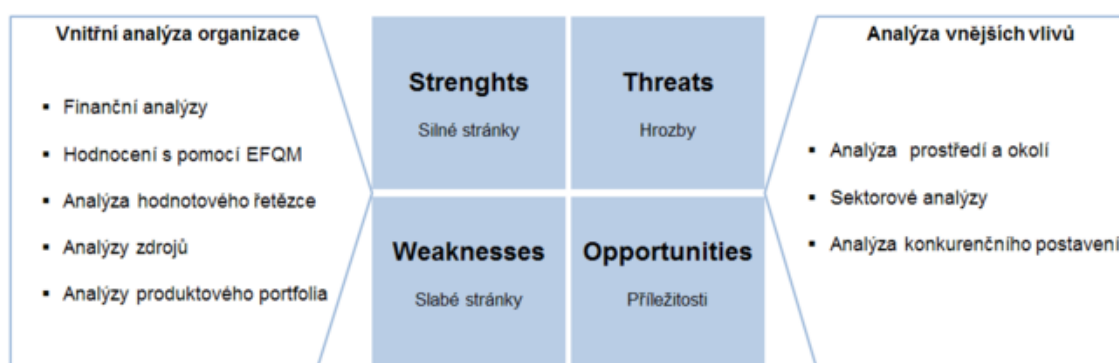 Vnitřní analýza organizace
▪ Finanční analýzy
▪ Hodnocení s pomocí EFQM
▪ Analýza hodnotového řetězce
▪ Analýzy zdrojů
▪ Analýzy produktového portfolia
Strenghts
Silné stránky
Threats
Hrozby
Weaknesses
Slabé stránky
Opportunities
Příležitosti
Analýza vnějších vlivů
▪ Analýza prostředí a okolí
▪ Sektorové analýzy
▪ Analýza konkurenčního postavení